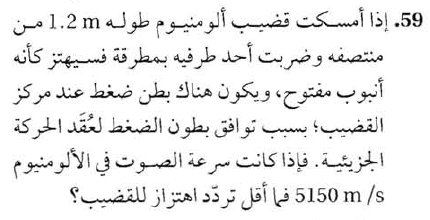 59. إذا أمسكت قضيب ألومنيوم طوله 1.2 m من
منتصفه وضربت أحد طرفيه بمطرقة فسيهتز كأنه
أنبوب مفتوح، ويكون هناك بطن ضغط عند مركز
القضيب؛ بسبب توافق بطون الضغط لعُقَد الحركة
الجزيئية. فإذا كانت سرعة الصوت في الألومنيوم
5150 m/s فما أقل تردّد اهتزاز للقضيب؟